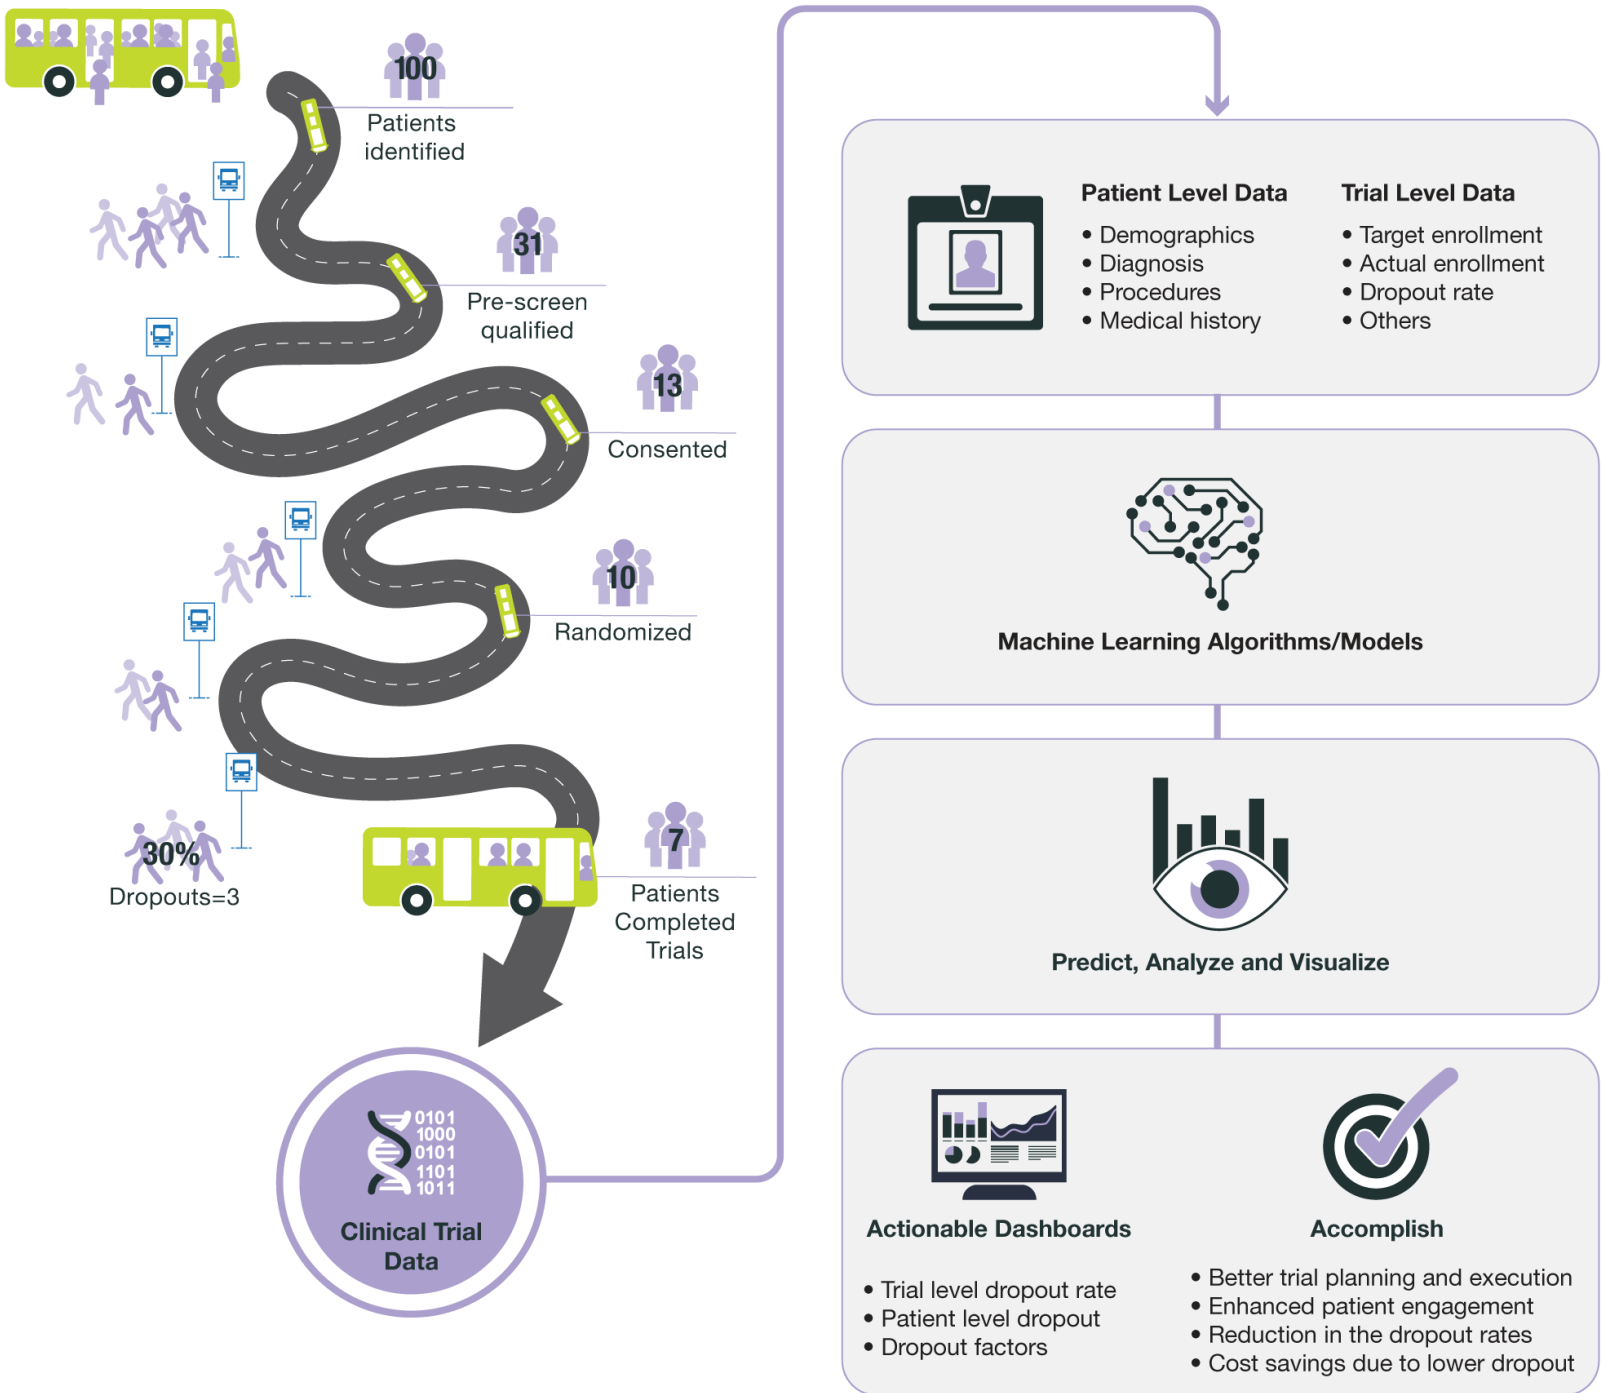 100
Patients
identified
31
Pre-screen
qualified
13
Consented
10
Randomized
30%
Dropouts=3
7
Patients
Completed
Trials
0101
1000
0101
1101
1011
Clinical Trial
Data
Patient Level Data
• Demographics
• Diagnosis
• Procedures
• Medical history
Trial Level Data
• Target enrollment
• Actual enrollment
• Dropout rate
• Others
Machine Learning Algorithms/Models
Predict, Analyze and Visualize
Actionable Dashboards
• Trial level dropout rate
• Patient level dropout
• Dropout factors
Accomplish
• Better trial planning and execution
• Enhanced patient engagement
• Reduction in the dropout rates
• Cost savings due to lower dropout